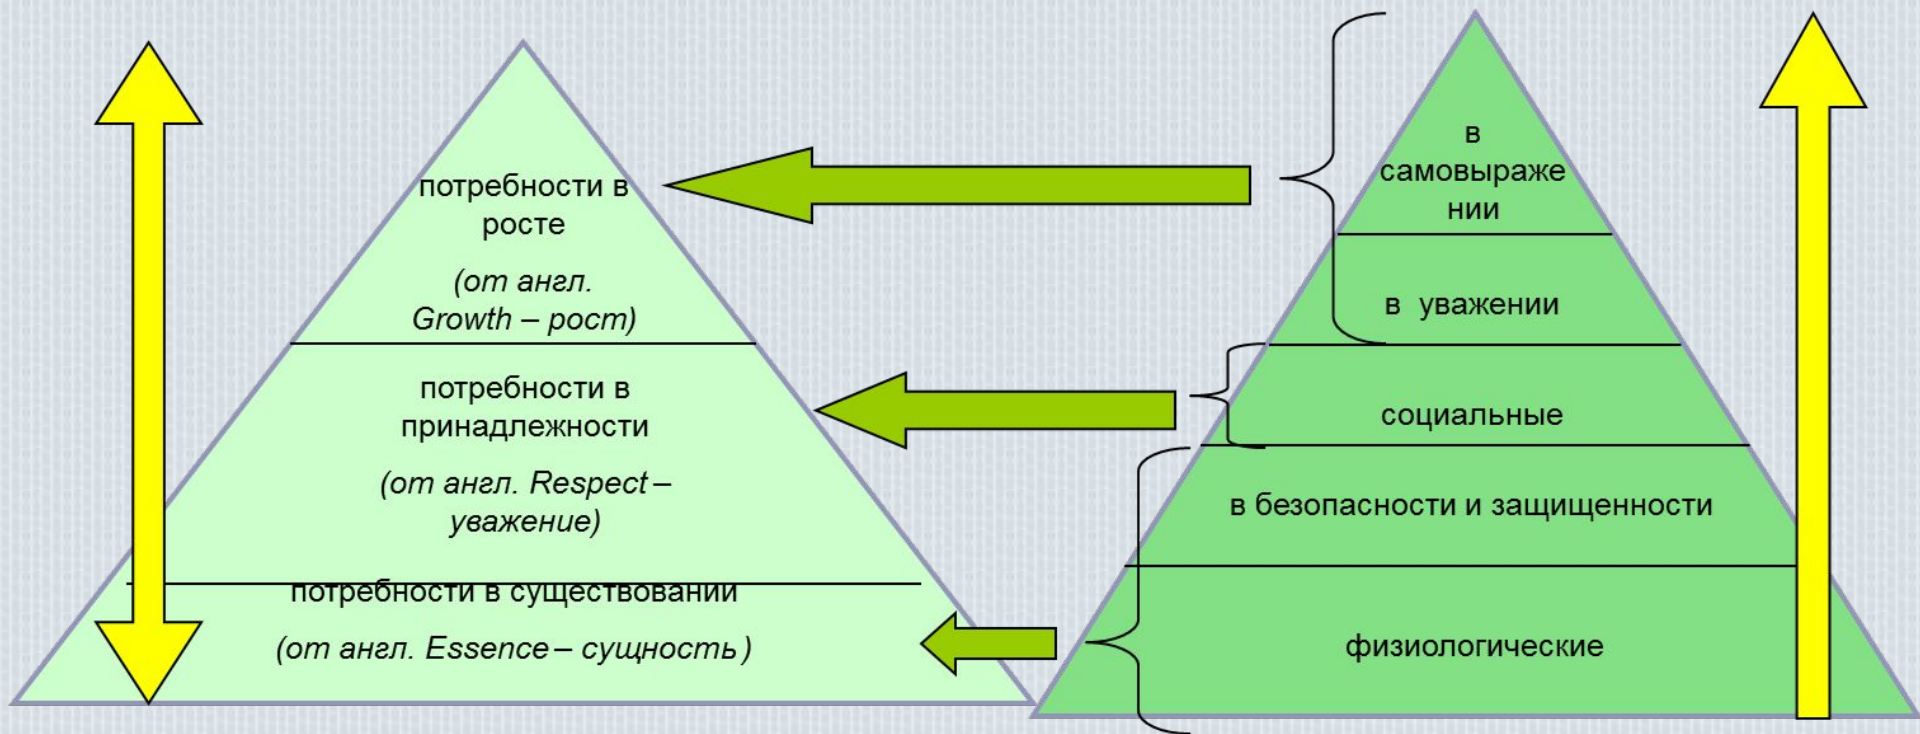 потребности в
росте
(от англ.
Growth – рост)
потребности в
принадлежности
(от англ. Respect –
уважение)
потребности в существовании
(от англ. Essence – сущность)
в
самовыраже
нии
в уважении
социальные
в безопасности и защищенности
физиологические